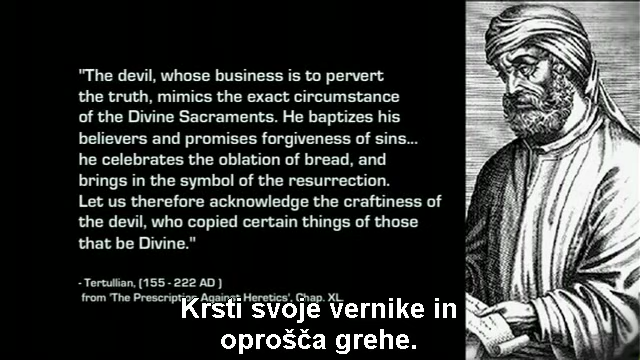 "The devil, whose business is to pervert
the truth, mimics the exact circumstance
of the Divine Sacraments. He baptizes his
believers and promises forgiveness of sins...
he celebrates the oblation of bread, and
brings in the symbol of the resurrection.
Let us therefore acknowledge the craftiness of
the devil, who copied certain things of those
that be Divine."
- Tertullian, (155 - 222 AD )
from 'The Prescription Against Heretics', Chap. XL.
Krsti svoje vernike in
oprošča grehe.